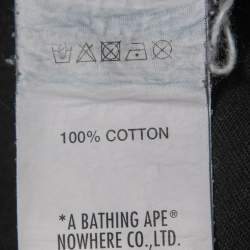 100% COTTON
*A BATHING APE®
NOWHERE CO.,LTD.